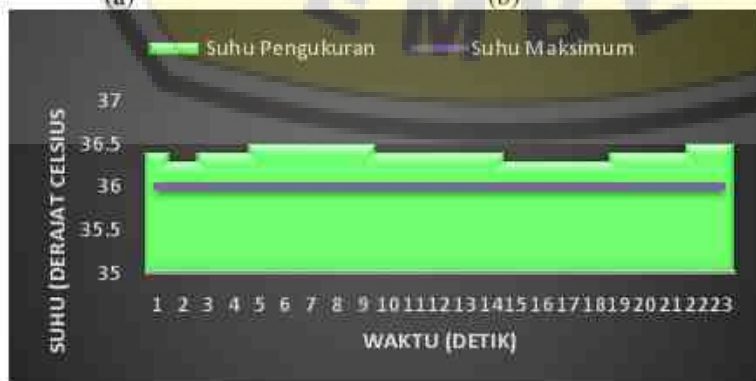 (a) (b)
EMBE
Suhu Pengukuran Suhu Maksimum
SUHU (DERAJAT CELSIUS
37
36.5
36
35.5
35
1 2 3 4 5 6 7 8 9 10 11 12 13 14 15 16 17 18 19 20 21 22 23
WAKTU (DETIK)